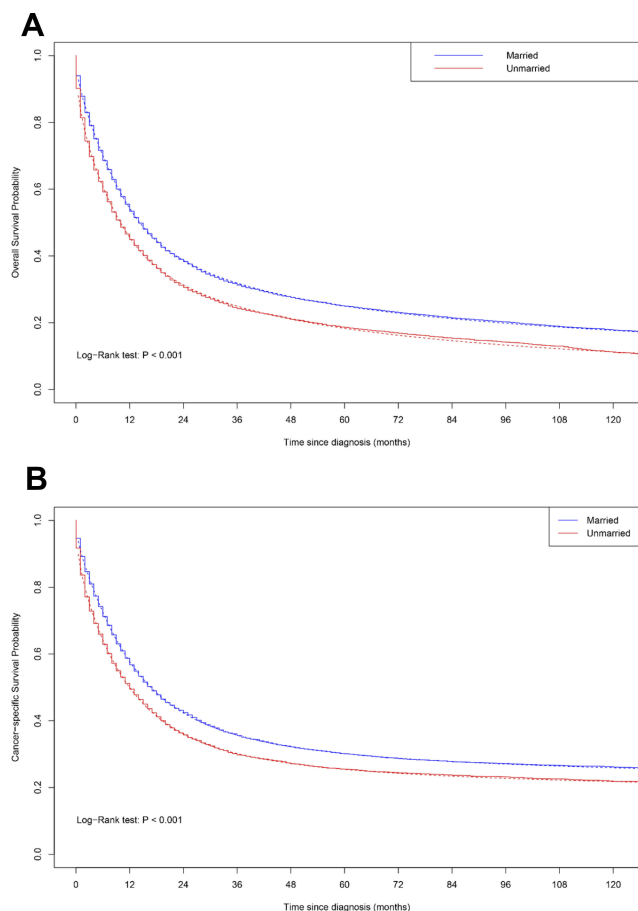 A
Married
Unmarried
Overall Survival Probability
0.0 0.2 0.4 0.6 0.8 1.0
Log−Rank test: P < 0.001
0 12 24 36 48 60 72 84 96 108 120
Time since diagnosis (months)
B
Married
Unmarried
Cancer−specific Survival Probability
0.0 0.2 0.4 0.6 0.8 1.0
Log−Rank test: P < 0.001
0 12 24 36 48 60 72 84 96 108 120
Time since diagnosis (months)